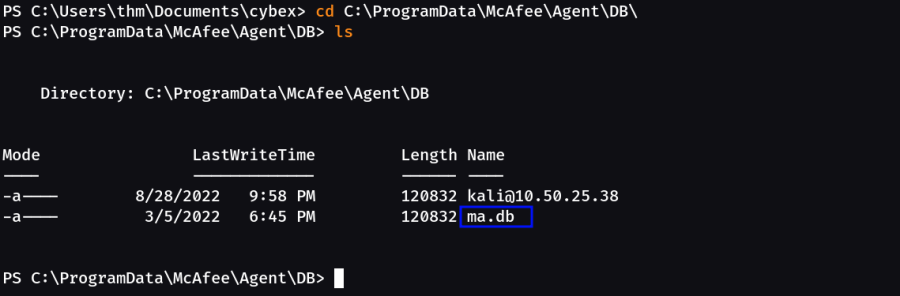 PS C:\Users\thm\Documents\cybex> cd C:\ProgramData\McAfee\Agent\DB\
PS C:\ProgramData\McAfee\Agent\DB> ls
Directory: C:\ProgramData\McAfee\Agent\DB
Mode LastWriteTime Length Name
---- ------------- ------ ----
-a---- 8/28/2022 9:58 PM 120832 kali@10.50.25.38
-a---- 3/5/2022 6:45 PM 120832 ma.db
PS C:\ProgramData\McAfee\Agent\DB>